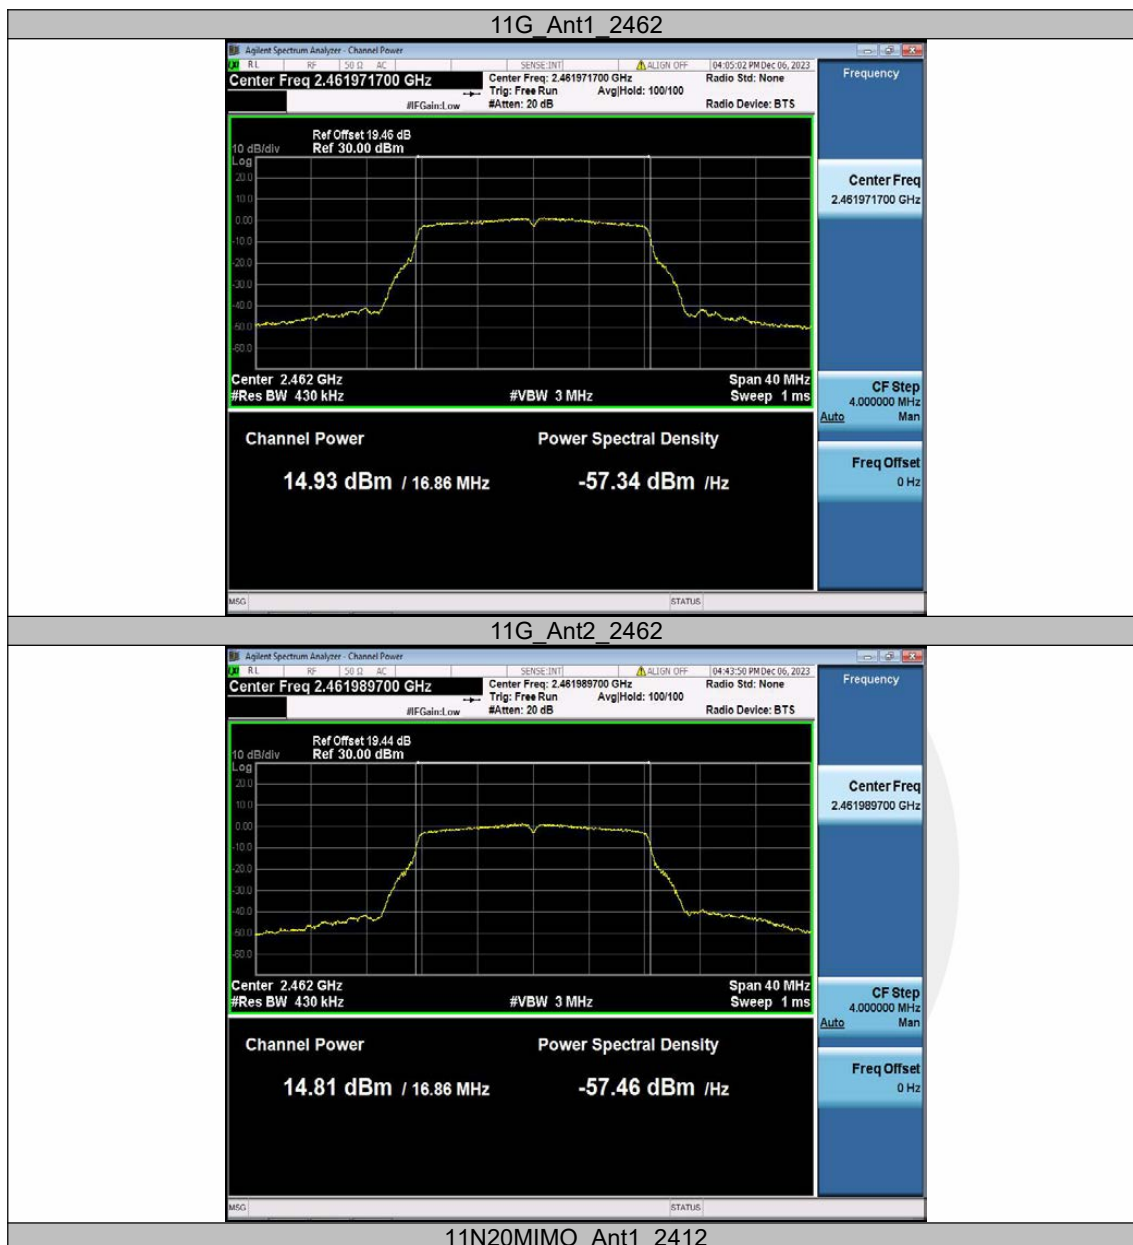 11G_Ant1_2462
Agilent Spectrum Analyzer - Channel Power
RL RF 50 Ω AC SENSE:INT ALIGN OFF 04:05:02 PM Dec 06, 2023
Center Freq 2.461971700 GHz
Center Freq: 2.461971700 GHz Radio Std: None
Trig: Free Run Avg|Hold: 100/100
#IFGain:Low #Atten: 20 dB Radio Device: BTS
Frequency
Ref Offset 19.46 dB
10 dB/div Ref 30.00 dBm
Log
20.0
10.0
0.00
-10.0
-20.0
-30.0
-40.0
-50.0
-60.0
Center Freq
2.461971700 GHz
Center 2.462 GHz Span 40 MHz
#Res BW 430 kHz #VBW 3 MHz Sweep 1 ms
CF Step
4.000000 MHz
Auto Man
Channel Power Power Spectral Density
14.93 dBm / 16.86 MHz -57.34 dBm /Hz
Freq Offset
0 Hz
MSG STATUS
11G_Ant2_2462
Agilent Spectrum Analyzer - Channel Power
RL RF 50 Ω AC SENSE:INT ALIGN OFF 04:43:50 PM Dec 06, 2023
Center Freq 2.461989700 GHz
Center Freq: 2.461989700 GHz Radio Std: None
Trig: Free Run Avg|Hold: 100/100
#IFGain:Low #Atten: 20 dB Radio Device: BTS
Frequency
Ref Offset 19.44 dB
10 dB/div Ref 30.00 dBm
Log
20.0
10.0
0.00
-10.0
-20.0
-30.0
-40.0
-50.0
-60.0
Center Freq
2.461989700 GHz
Center 2.462 GHz Span 40 MHz
#Res BW 430 kHz #VBW 3 MHz Sweep 1 ms
CF Step
4.000000 MHz
Auto Man
Channel Power Power Spectral Density
14.81 dBm / 16.86 MHz -57.46 dBm /Hz
Freq Offset
0 Hz
MSG STATUS
11N20MIMO_Ant1_2412